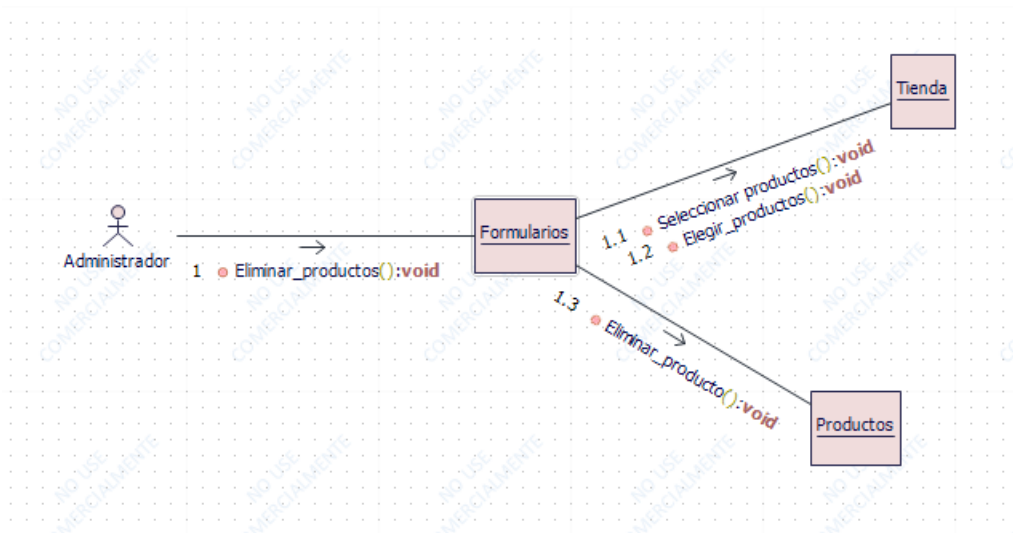 Tienda
1.1 Seleccionar productos():void
1.2 Elegir_productos():void
Formularios
Administrador
1 Eliminar_productos():void
1.3 Eliminar_producto():void
Productos
NO USE
COMERCIALMENTE